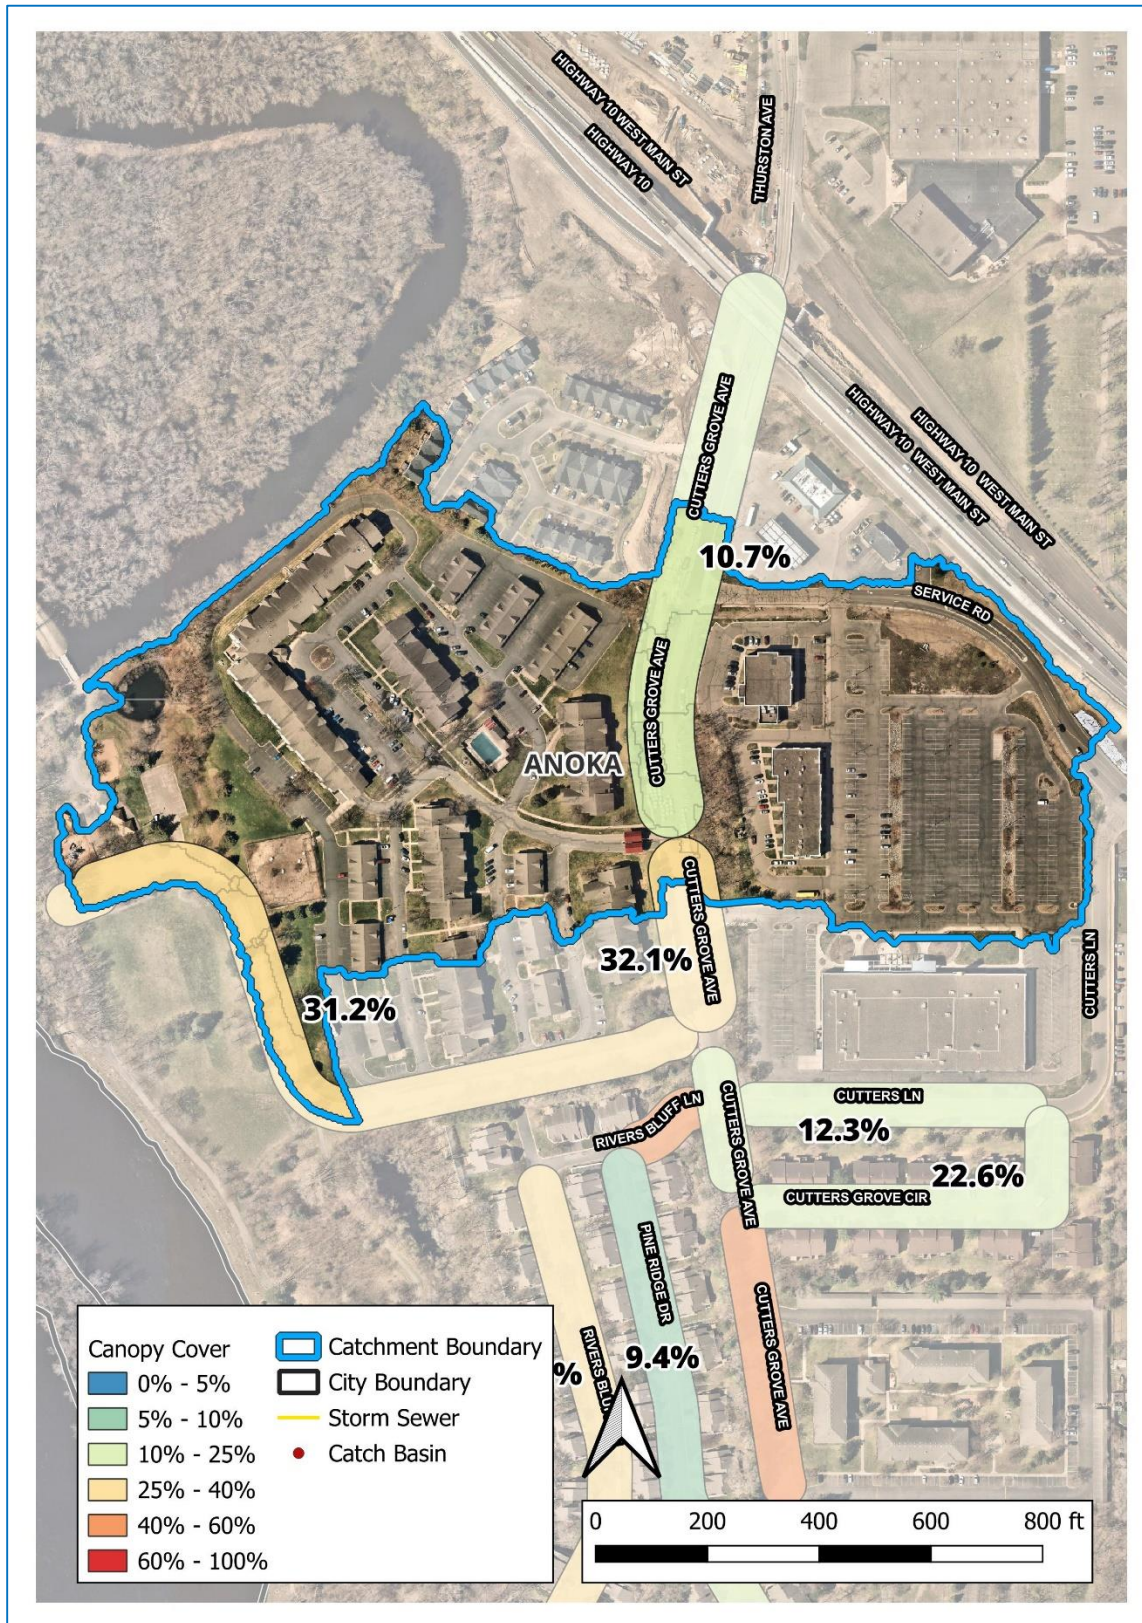 HIGHWAY 10 WEST MAIN ST
HIGHWAY 10
THURSTON AVE
CUTTERS GROVE AVE
HIGHWAY 10 WEST MAIN ST
HIGHWAY 10 WEST MAIN ST
10.7%
SERVICE RD
CUTTERS GROVE AVE
ANOKA
CUTTERS GROVE AVE
32.1%
31.2%
CUTTERS LN
CUTTERS LN
12.3%
RIVERS BLUFF LN
CUTTERS GROVE AVE
22.6%
CUTTERS GROVE CIR
PINE RIDGE DR
CUTTERS GROVE AVE
9.4%
%
RIVERS BLU
Canopy Cover
0% - 5%
5% - 10%
10% - 25%
25% - 40%
40% - 60%
60% - 100%
Catchment Boundary
City Boundary
Storm Sewer
Catch Basin
0 200 400 600 800 ft